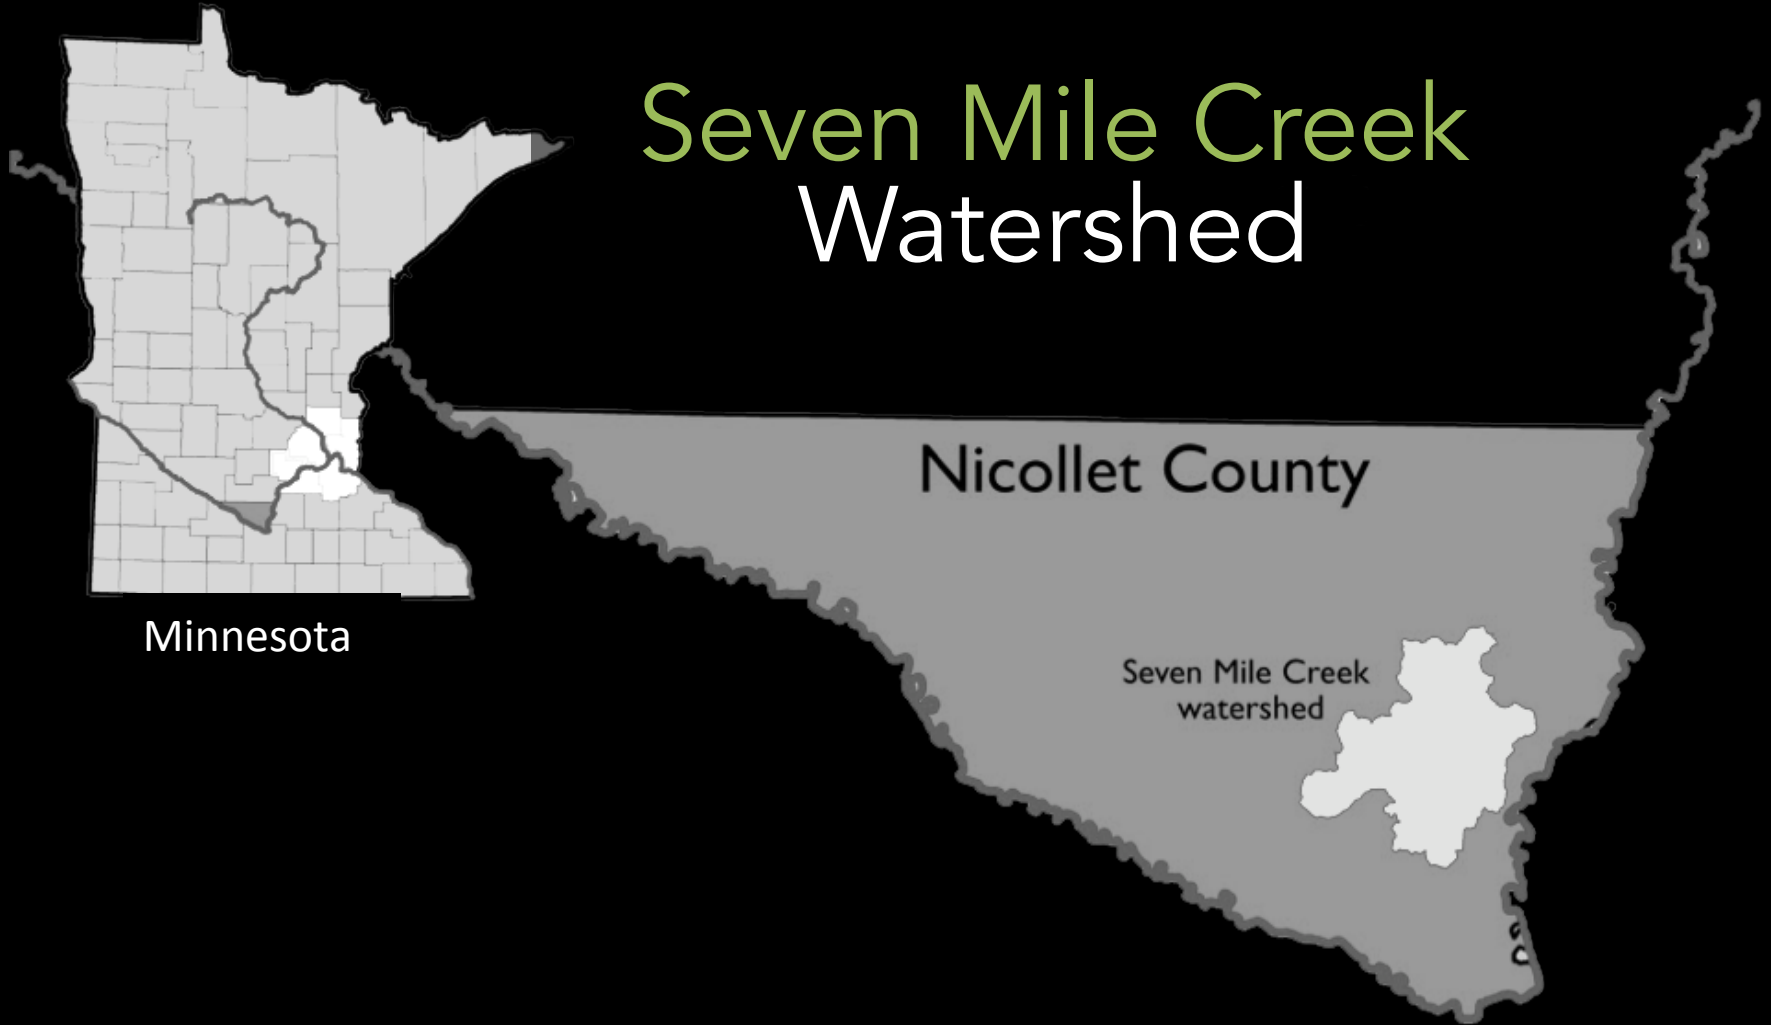 Seven Mile Creek
Watershed
Nicollet County
Minnesota
Seven Mile Creek
watershed